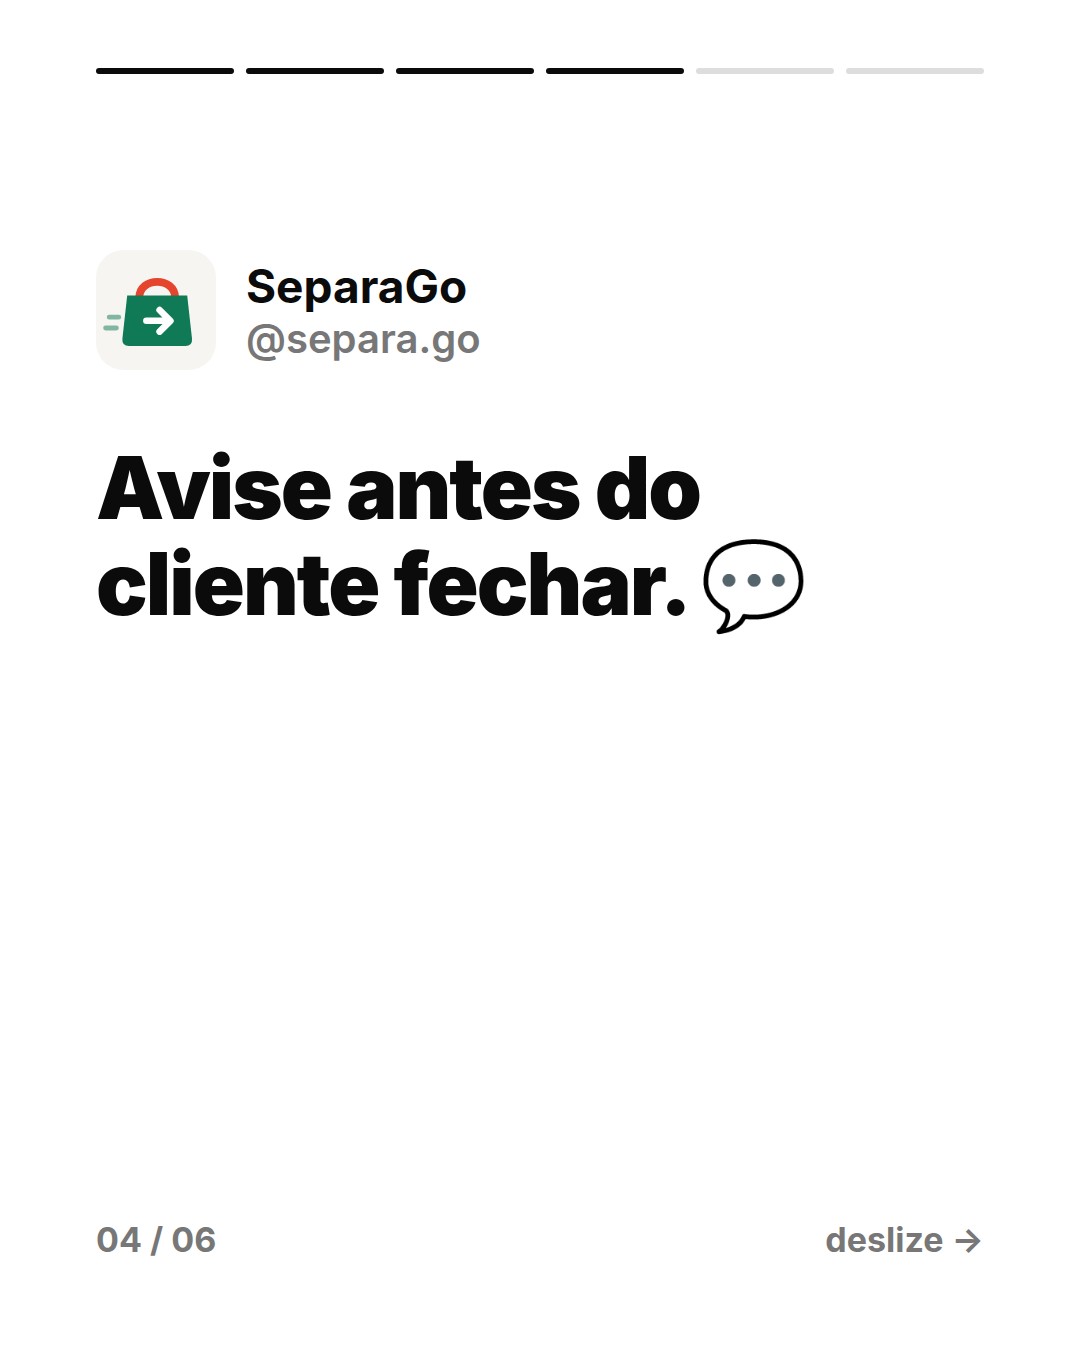 SeparaGo
@separa.go
Avise antes do
cliente fechar. 💬
04 / 06
deslize →